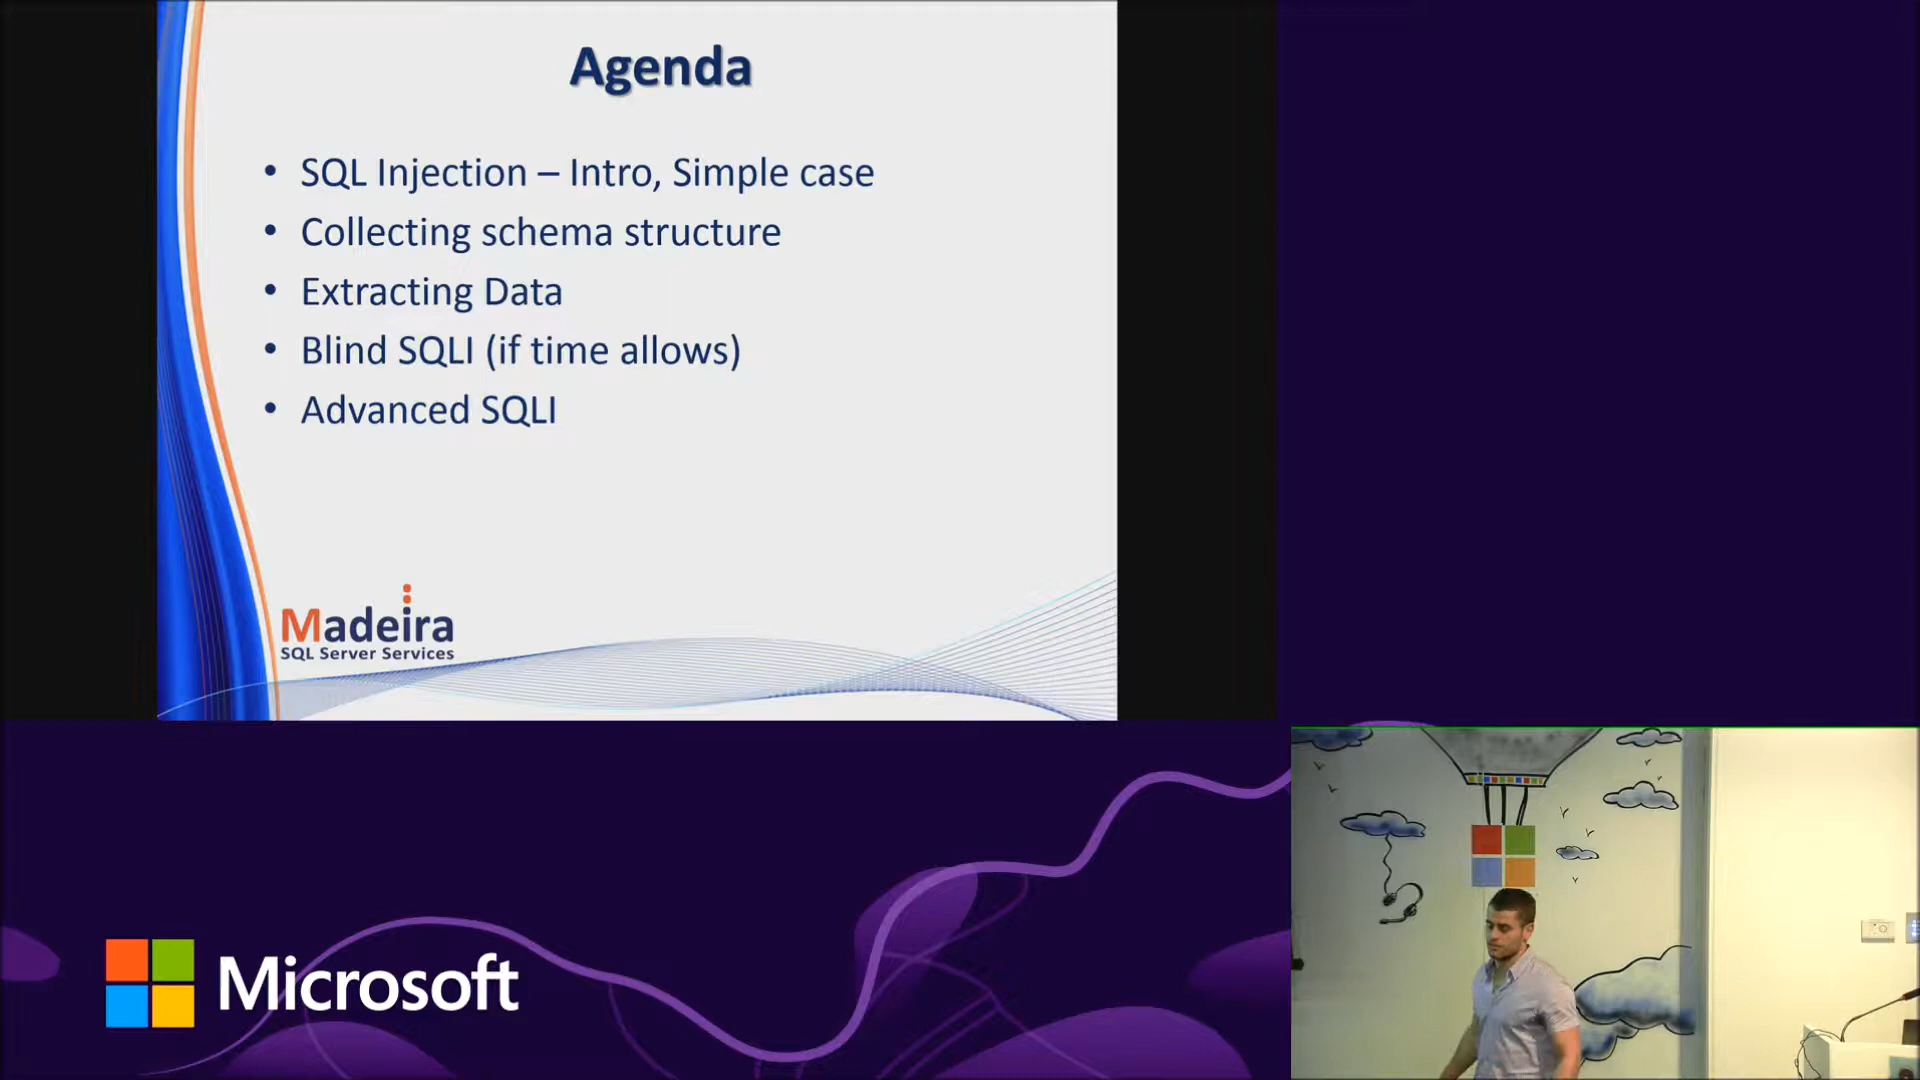 Agenda
• SQL Injection – Intro, Simple case
• Collecting schema structure
• Extracting Data
• Blind SQLI (if time allows)
• Advanced SQLI
Madeira
SQL Server Services
Microsoft